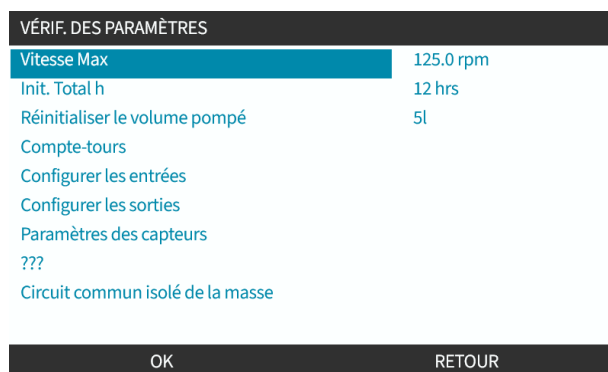 VÉRIF. DES PARAMÈTRES
Vitesse Max 125.0 rpm
Init. Total h 12 hrs
Réinitialiser le volume pompé 5l
Compte-tours
Configurer les entrées
Configurer les sorties
Paramètres des capteurs
???
Circuit commun isolé de la masse
OK RETOUR